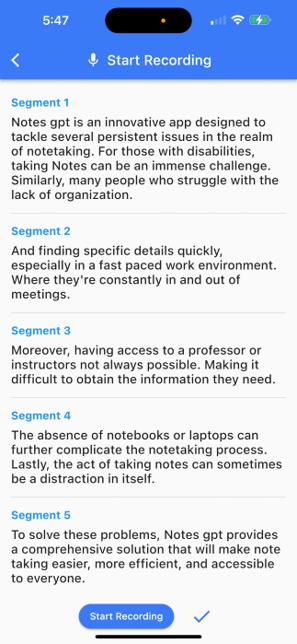 5:47
Start Recording
Segment 1
Notes gpt is an innovative app designed to
tackle several persistent issues in the realm
of notetaking. For those with disabilities,
taking Notes can be an immense challenge.
Similarly, many people who struggle with the
lack of organization.
Segment 2
And finding specific details quickly,
especially in a fast paced work environment.
Where they're constantly in and out of
meetings.
Segment 3
Moreover, having access to a professor or
instructors not always possible. Making it
difficult to obtain the information they need.
Segment 4
The absence of notebooks or laptops can
further complicate the notetaking process.
Lastly, the act of taking notes can sometimes
be a distraction in itself.
Segment 5
To solve these problems, Notes gpt provides
a comprehensive solution that will make note
taking easier, more efficient, and accessible
to everyone.
Start Recording